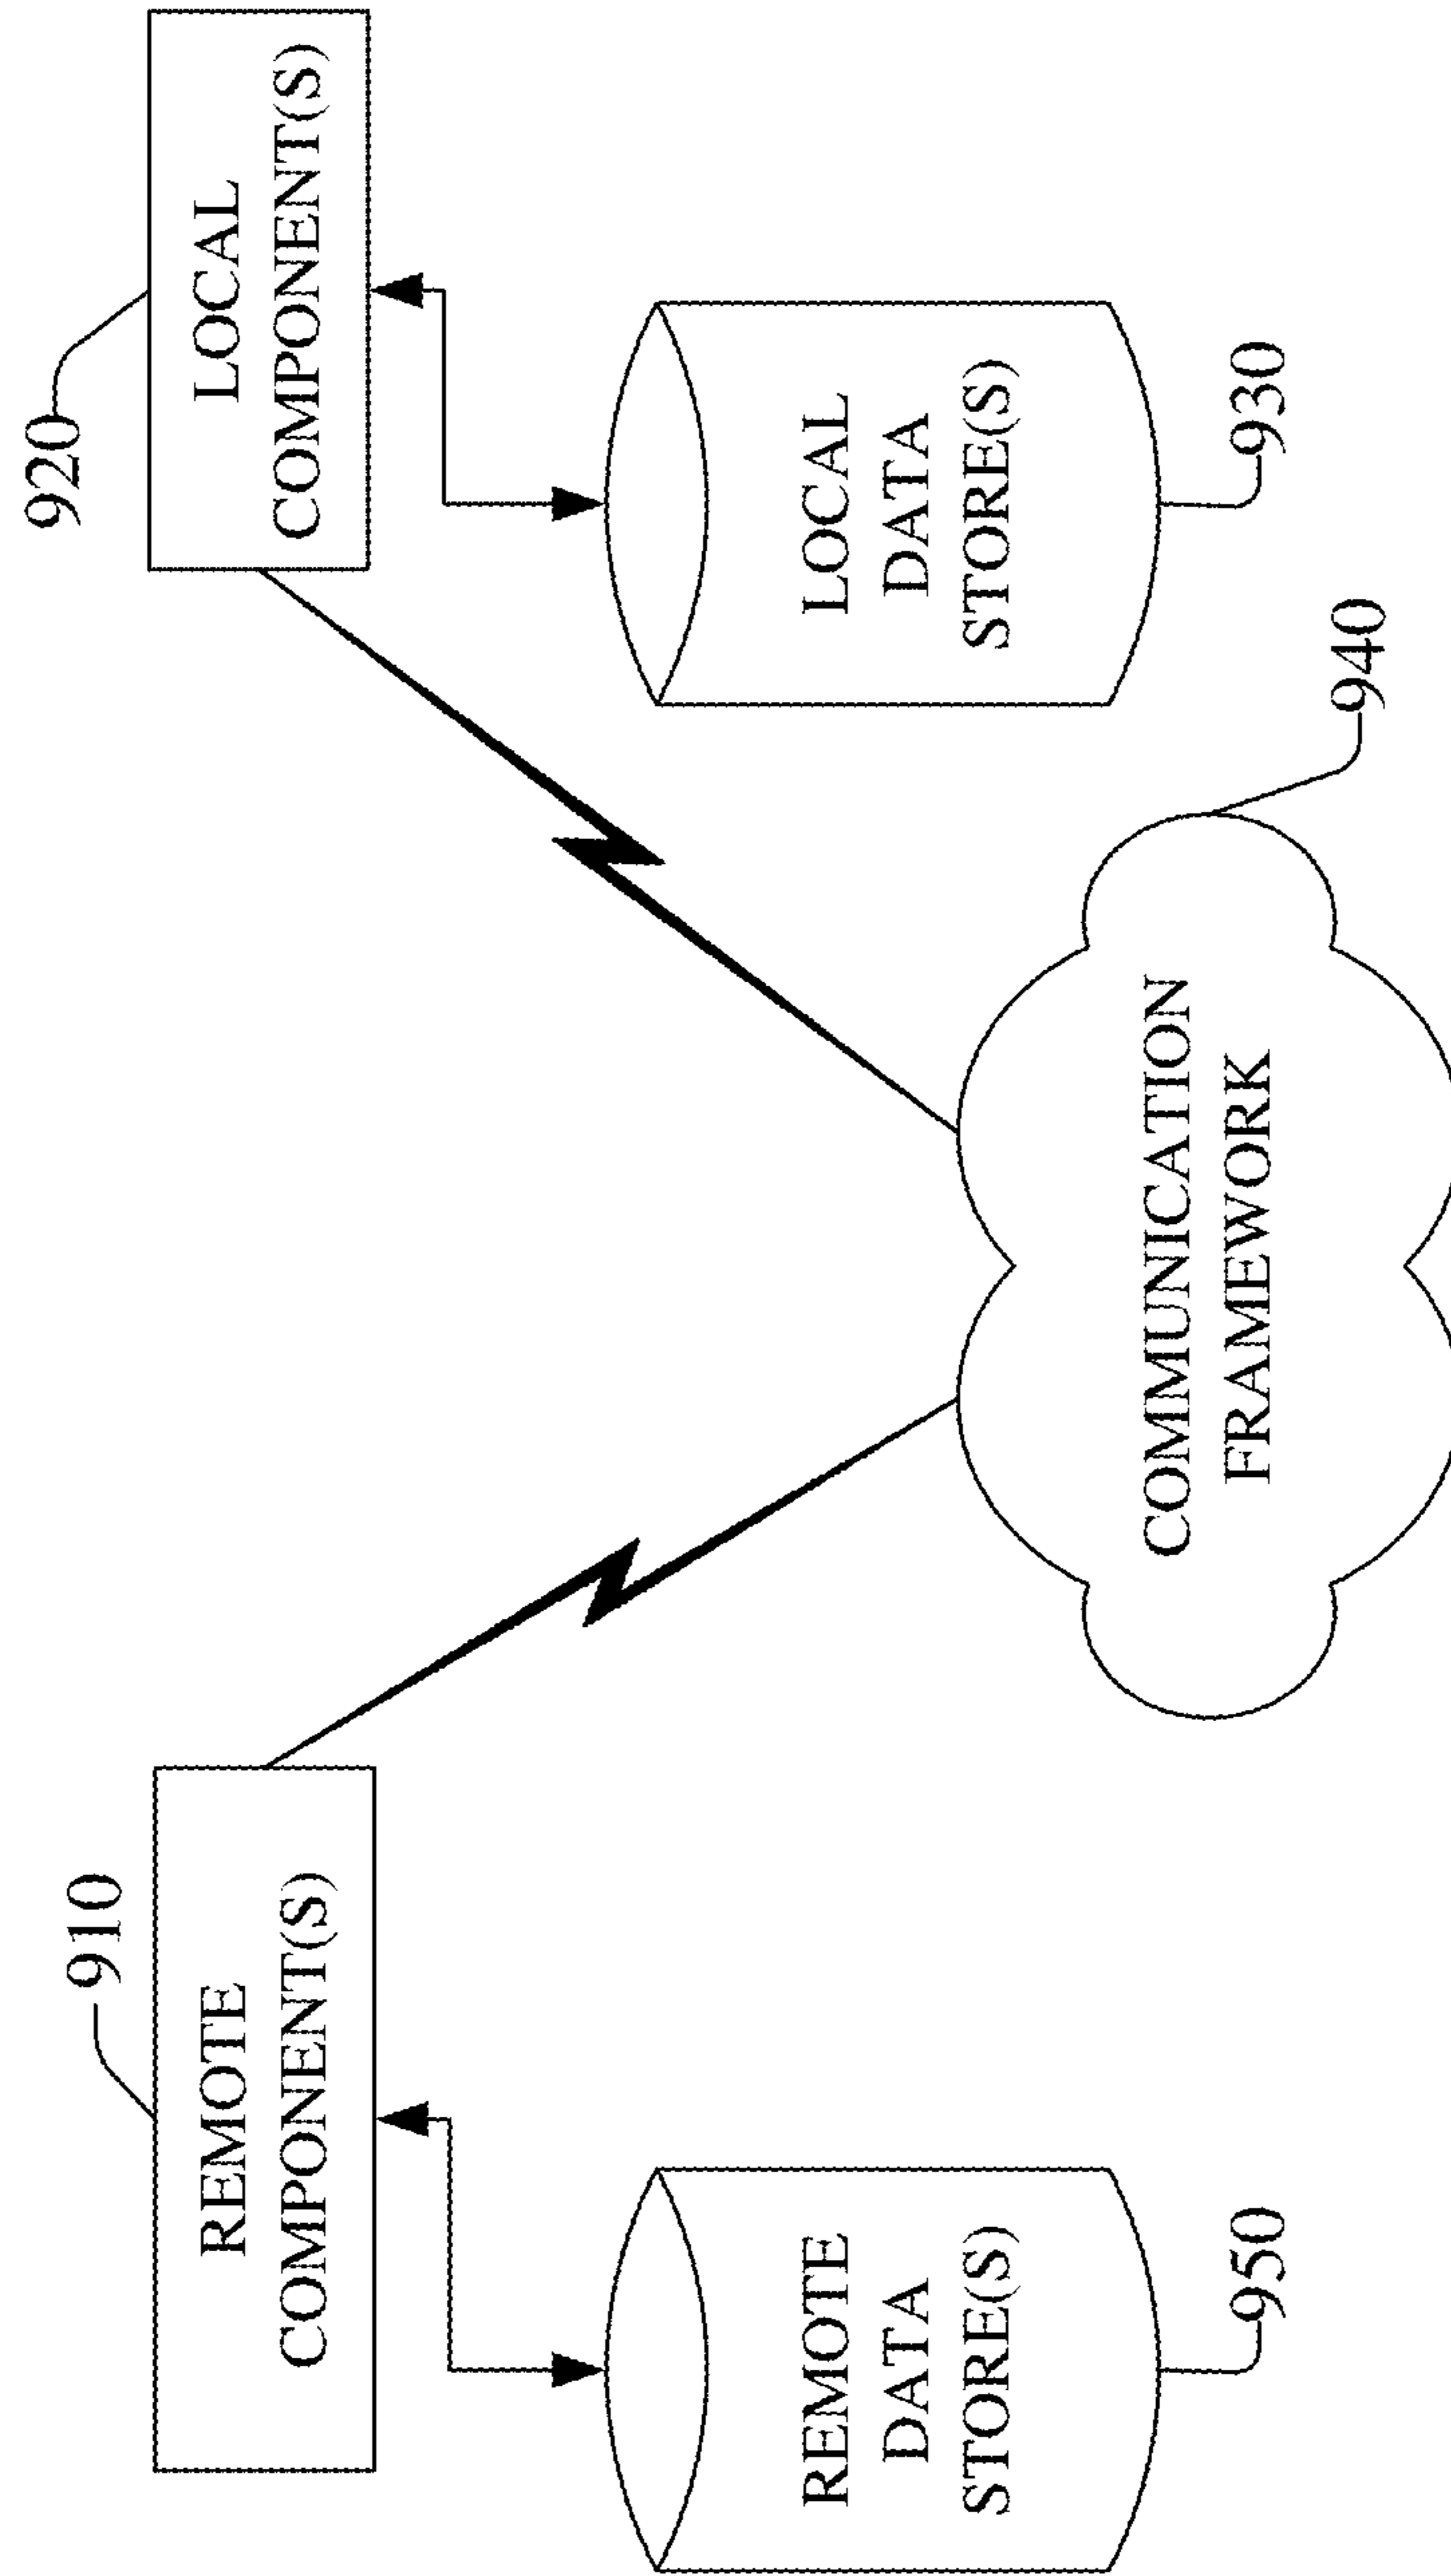 910
REMOTE
COMPONENT(S)
920
LOCAL
COMPONENT(S)
REMOTE
DATA
STORE(S)
950
LOCAL
DATA
STORE(S)
930
COMMUNICATION
FRAMEWORK
940